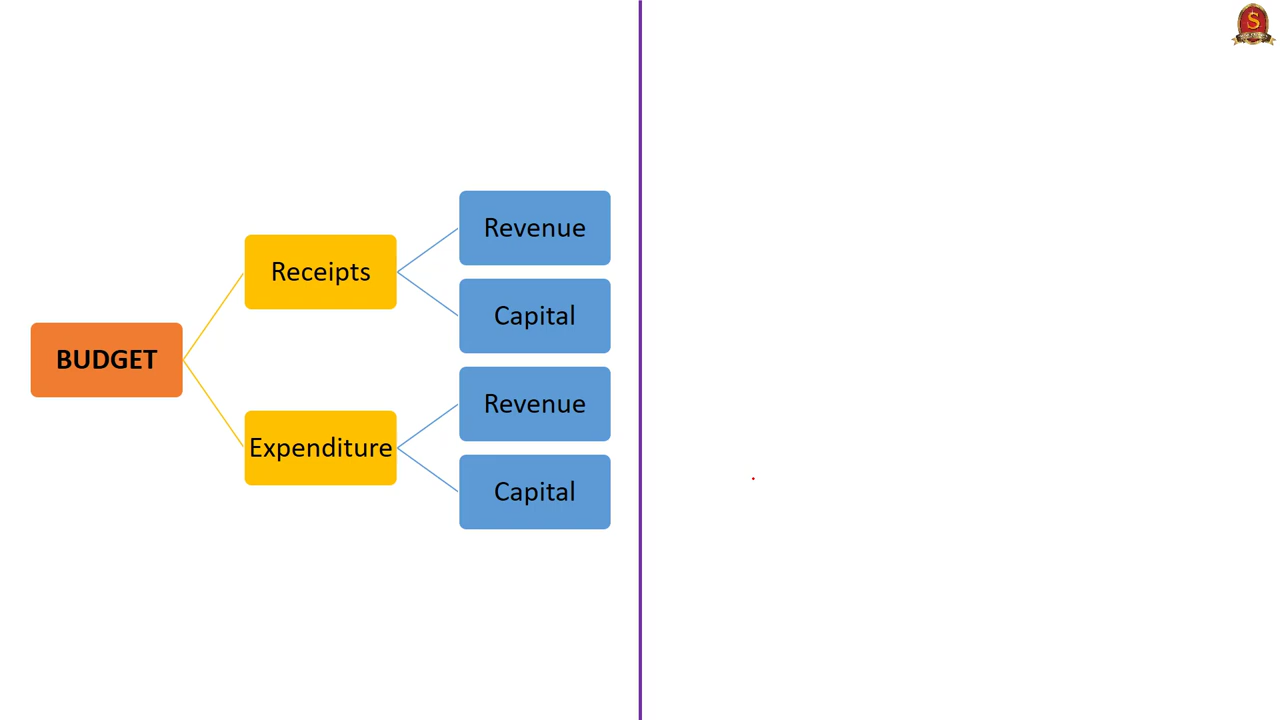 BUDGET
Receipts
Revenue
Capital
Expenditure
Revenue
Capital
S